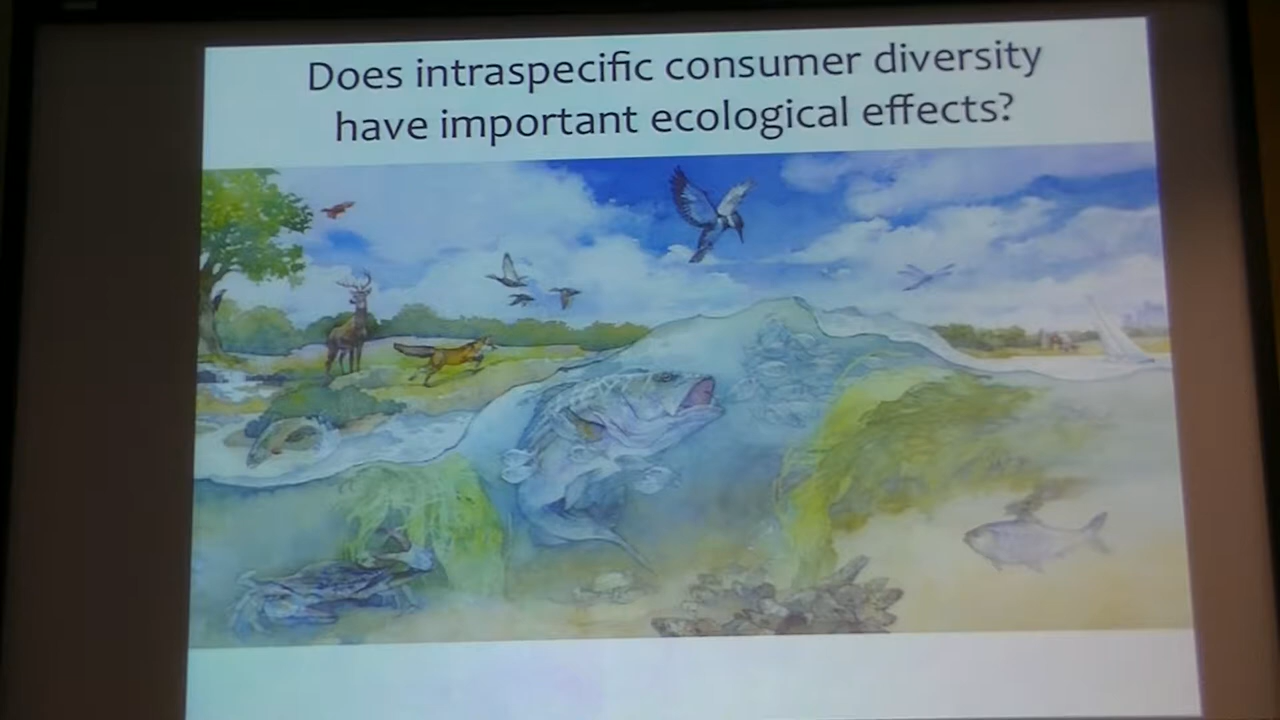 Does intraspecific consumer diversity
have important ecological effects?